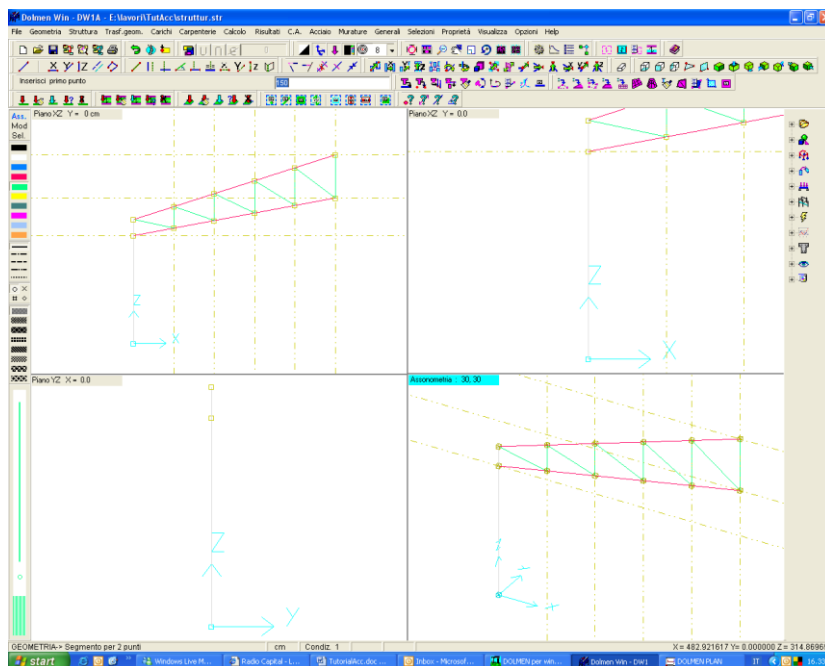 Dolmen Win - DW1A - E:\lavori\TutAcc\struttur.str
File Geometria Struttura Trasf.geom. Carichi Carpenterie Calcolo Risultati C.A. Acciaio Murature Generali Selezioni Proprietà Visualizza Opzioni Help
0 8
Inserisci primo punto 150
Ass. Piano XZ Y = 0 cm Piano XZ Y = 0.0
Mod
Sel.
Z
X
Z
X
Piano YZ X = 0.0 Assonometria : 30, 30
Z
Y
GEOMETRIA-> Segmento per 2 punti cm Condiz. 1 X = 482.921617 Y= 0.000000 Z = 314.8695
start Windows Live M... Radio Capital - L... TutorialAcc.doc ... Inbox - Microsof... DOLMEN per win... Dolmen Win - DW1 DOLMEN PLAN IT 16.33